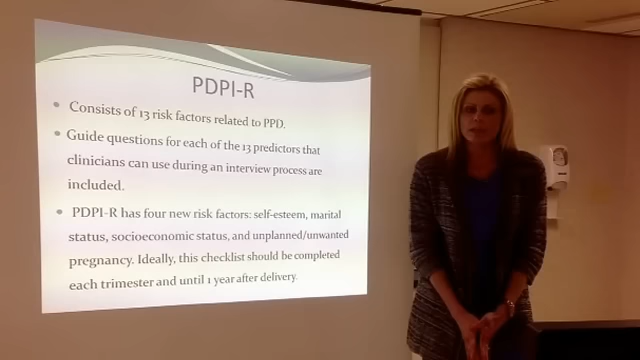 PDPI-R
• Consists of 13 risk factors related to PPD.
• Guide questions for each of the 13 predictors that
clinicians can use during an interview process are
included.
• PDPI-R has four new risk factors: self-esteem, marital
status, socioeconomic status, and unplanned/unwanted
pregnancy. Ideally, this checklist should be completed
each trimester and until 1 year after delivery.